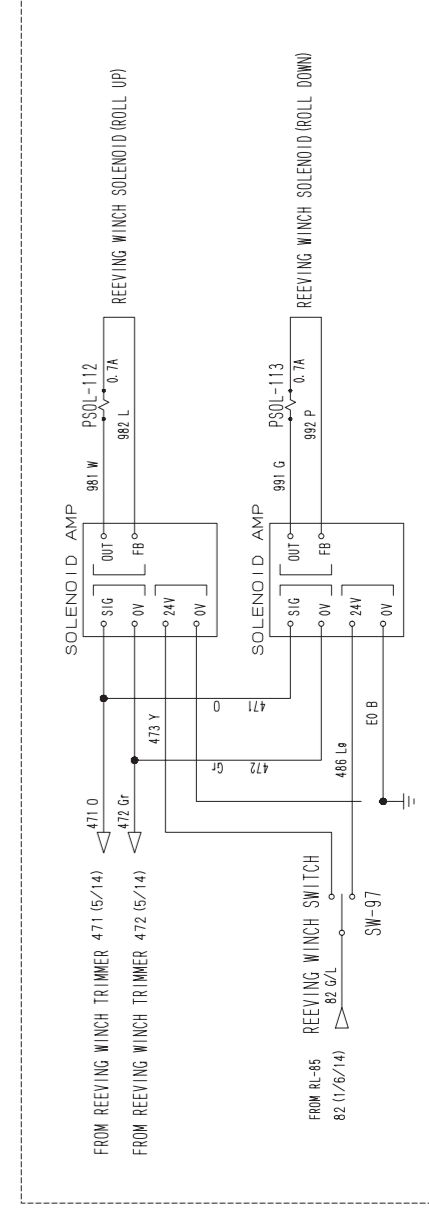 FROM REEVING WINCH TRIMMER 471 (5/14)
471 O
FROM REEVING WINCH TRIMMER 472 (5/14)
472 Gr
SOLENOID AMP
SIG
0V
24V
0V
OUT
FB
981 W
982 L
PSOL-112
0.7A
REEVING WINCH SOLENOID(ROLL UP)
473 Y
471
O
472
Gr
SOLENOID AMP
SIG
0V
24V
0V
OUT
FB
991 G
992 P
PSOL-113
0.7A
REEVING WINCH SOLENOID(ROLL DOWN)
486 Lg
E0 B
REEVING WINCH SWITCH
FROM RL-85
82 (1/6/14)
82 G/L
SW-97